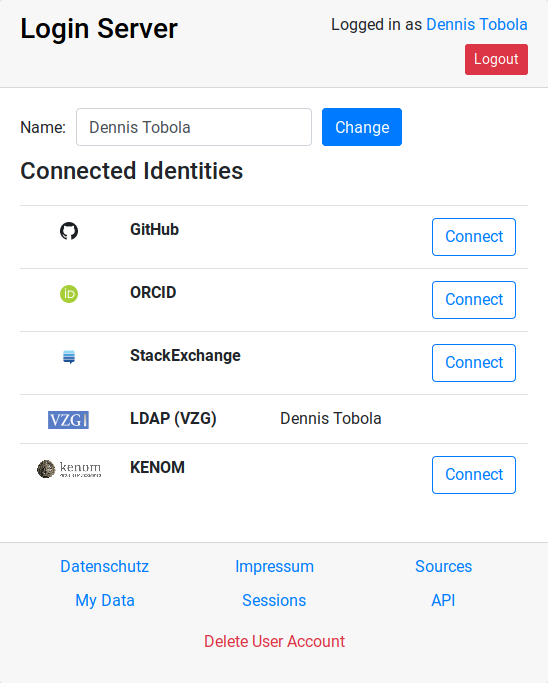 Login Server
Logged in as Dennis Tobola
Logout
Name: Dennis Tobola Change
Connected Identities
GitHub Connect
iD ORCID Connect
StackExchange Connect
VZG LDAP (VZG) Dennis Tobola
kenom KENOM Connect
Datenschutz Impressum Sources
My Data Sessions API
Delete User Account